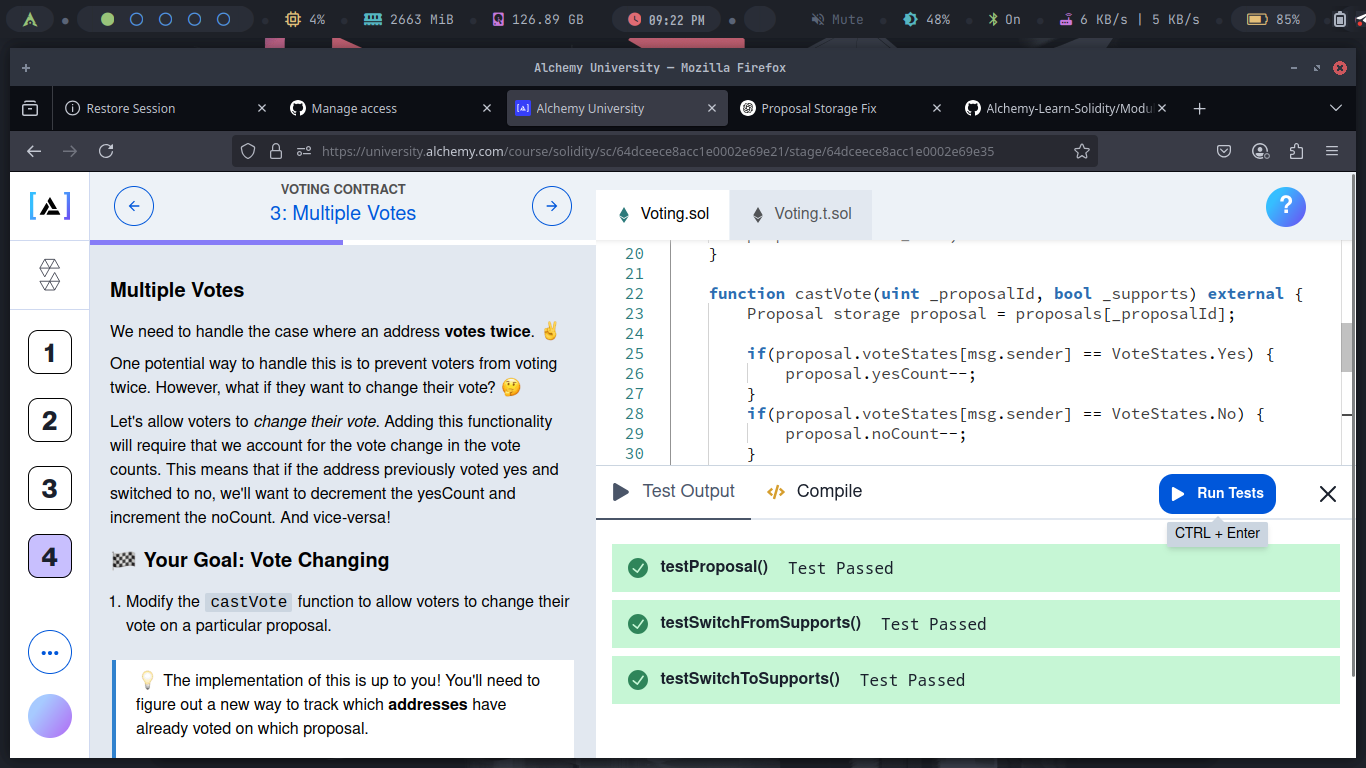 4%
2663 MiB
126.89 GB
09:22 PM
Mute
48%
On
6 KB/s | 5 KB/s
85%
Alchemy University — Mozilla Firefox
Restore Session
Manage access
Alchemy University
Proposal Storage Fix
Alchemy-Learn-Solidity/Modu
https://university.alchemy.com/course/solidity/sc/64dceece8acc1e0002e69e21/stage/64dceece8acc1e0002e69e35
VOTING CONTRACT
3: Multiple Votes
1
2
3
4
Multiple Votes
We need to handle the case where an address votes twice. ✌️
One potential way to handle this is to prevent voters from voting
twice. However, what if they want to change their vote? 🤔
Let's allow voters to change their vote. Adding this functionality
will require that we account for the vote change in the vote
counts. This means that if the address previously voted yes and
switched to no, we'll want to decrement the yesCount and
increment the noCount. And vice-versa!
🏁 Your Goal: Vote Changing
1. Modify the castVote function to allow voters to change their
vote on a particular proposal.
💡 The implementation of this is up to you! You'll need to
figure out a new way to track which addresses have
already voted on which proposal.
Voting.sol
Voting.t.sol
?
20 }
21
22 function castVote(uint _proposalId, bool _supports) external {
23 Proposal storage proposal = proposals[_proposalId];
24
25 if(proposal.voteStates[msg.sender] == VoteStates.Yes) {
26 proposal.yesCount--;
27 }
28 if(proposal.voteStates[msg.sender] == VoteStates.No) {
29 proposal.noCount--;
30 }
Test Output
Compile
Run Tests
CTRL + Enter
testProposal() Test Passed
testSwitchFromSupports() Test Passed
testSwitchToSupports() Test Passed